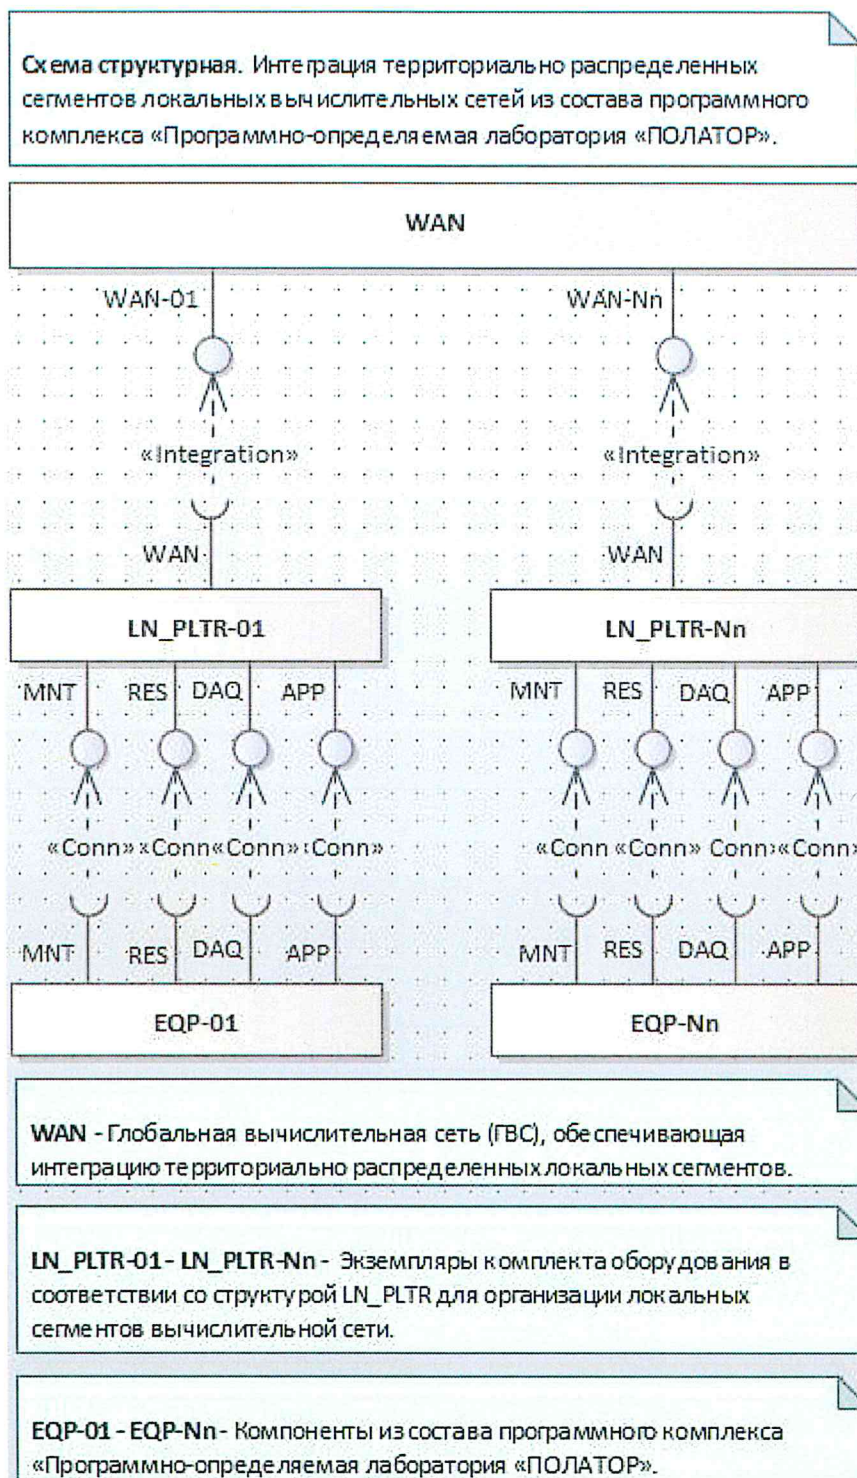 Схема структурная. Интеграция территориально распределенных
сегментов локальных вычислительных сетей из состава программного
комплекса «Программно-определяемая лаборатория «ПОЛАТОР».
WAN
WAN-01 WAN-Nn
«Integration» «Integration»
WAN WAN
LN_PLTR-01 LN_PLTR-Nn
MNT RES DAQ APP MNT RES DAQ APP
«Conn» «Conn «Conn» :Conn» «Conn «Conn» Conn» «Conn»
MNT RES DAQ APP MNT RES DAQ APP
EQP-01 EQP-Nn
WAN - Глобальная вычислительная сеть (ГВС), обеспечивающая
интеграцию территориально распределенных локальных сегментов.
LN_PLTR-01 - LN_PLTR-Nn - Экземпляры комплекта оборудования в
соответствии со структурой LN_PLTR для организации локальных
сегментов вычислительной сети.
EQP-01 - EQP-Nn - Компоненты из состава программного комплекса
«Программно-определяемая лаборатория «ПОЛАТОР».